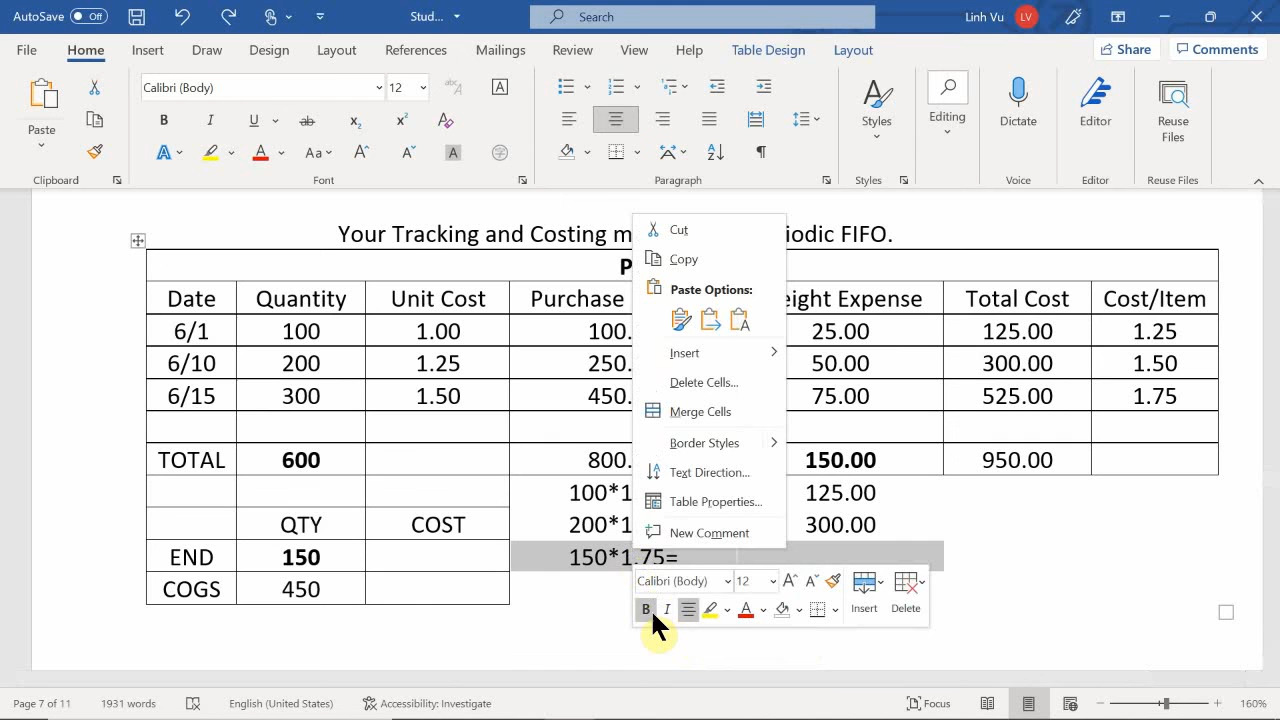 AutoSave Off Stud... Search Linh Vu LV
File Home Insert Draw Design Layout References Mailings Review View Help Table Design Layout Share Comments
Paste Calibri (Body) 12 Styles Editing Dictate Editor Reuse Files
Clipboard Font Paragraph Styles Voice Editor Reuse Files
Your Tracking and Costing m iodic FIFO.
P
Date Quantity Unit Cost Purchase eight Expense Total Cost Cost/Item
6/1 100 1.00 100. 25.00 125.00 1.25
6/10 200 1.25 250. 50.00 300.00 1.50
6/15 300 1.50 450. 75.00 525.00 1.75
TOTAL 600 800. 150.00 950.00
100*1 125.00
QTY COST 200*1 300.00
END 150 150*1.75=
COGS 450
Cut
Copy
Paste Options:
Insert
Delete Cells...
Merge Cells
Border Styles
Text Direction...
Table Properties...
New Comment
Calibri (Body) 12
B I A Insert Delete
Page 7 of 11 1931 words English (United States) Accessibility: Investigate Focus 160%